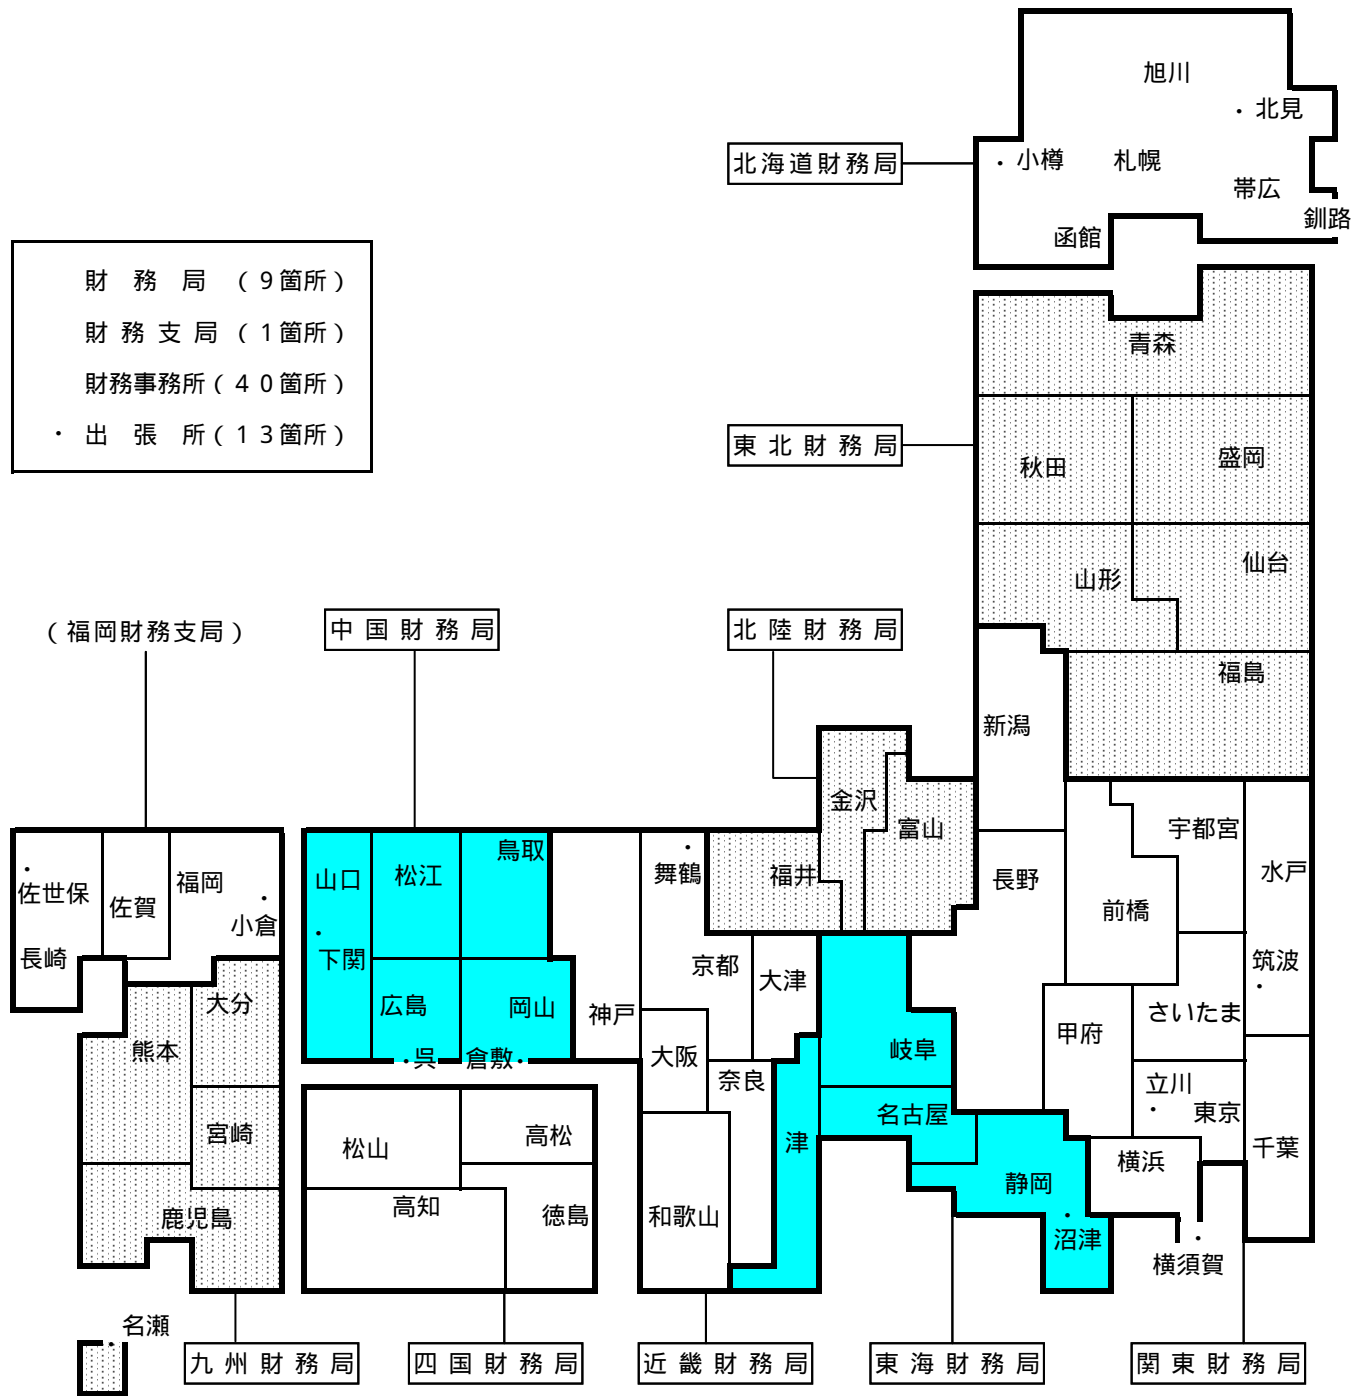 旭川
・北見
北海道財務局
・小樽
札幌
帯広
釧路
函館
財務局(9箇所)
財務支局(1箇所)
財務事務所(40箇所)
・出張所(13箇所)
青森
東北財務局
秋田
盛岡
山形
仙台
(福岡財務支局)
中国財務局
北陸財務局
福島
新潟
金沢
富山
福井
長野
宇都宮
水戸
前橋
筑波
・
さいたま
甲府
立川
・
東京
千葉
横浜
・
横須賀
・
佐世保
佐賀
福岡
・
小倉
長崎
山口
松江
鳥取
・
下関
広島
岡山
・呉
倉敷・
・
舞鶴
京都
大津
神戸
大阪
奈良
和歌山
津
岐阜
名古屋
静岡
・
沼津
大分
熊本
宮崎
鹿児島
松山
高松
高知
徳島
・名瀬
九州財務局
四国財務局
近畿財務局
東海財務局
関東財務局